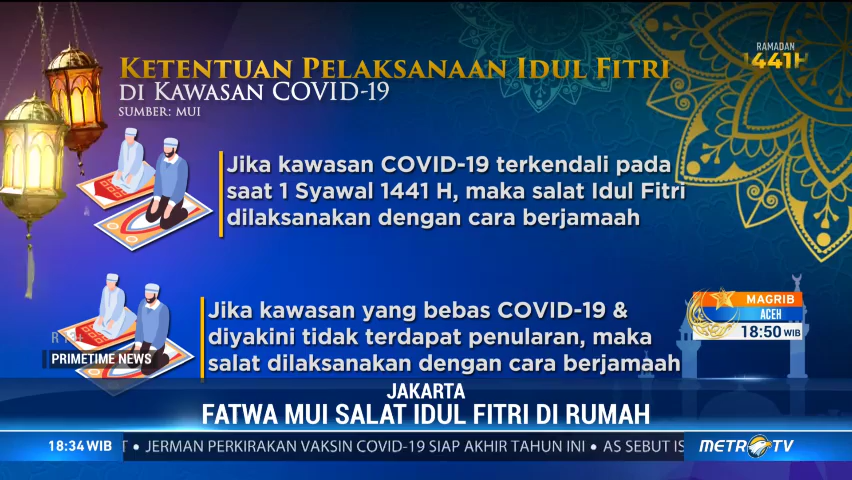 KETENTUAN PELAKSANAAN IDUL FITRI
DI KAWASAN COVID-19
SUMBER: MUI
RAMADAN
1441H
Jika kawasan COVID-19 terkendali pada
saat 1 Syawal 1441 H, maka salat Idul Fitri
dilaksanakan dengan cara berjamaah
Jika kawasan yang bebas COVID-19 &
diyakini tidak terdapat penularan, maka
salat dilaksanakan dengan cara berjamaah
MAGRIB
ACEH
18:50 WIB
PRIMETIME NEWS
JAKARTA
FATWA MUI SALAT IDUL FITRI DI RUMAH
18:34 WIB
• JERMAN PERKIRAKAN VAKSIN COVID-19 SIAP AKHIR TAHUN INI • AS SEBUT
METRO TV